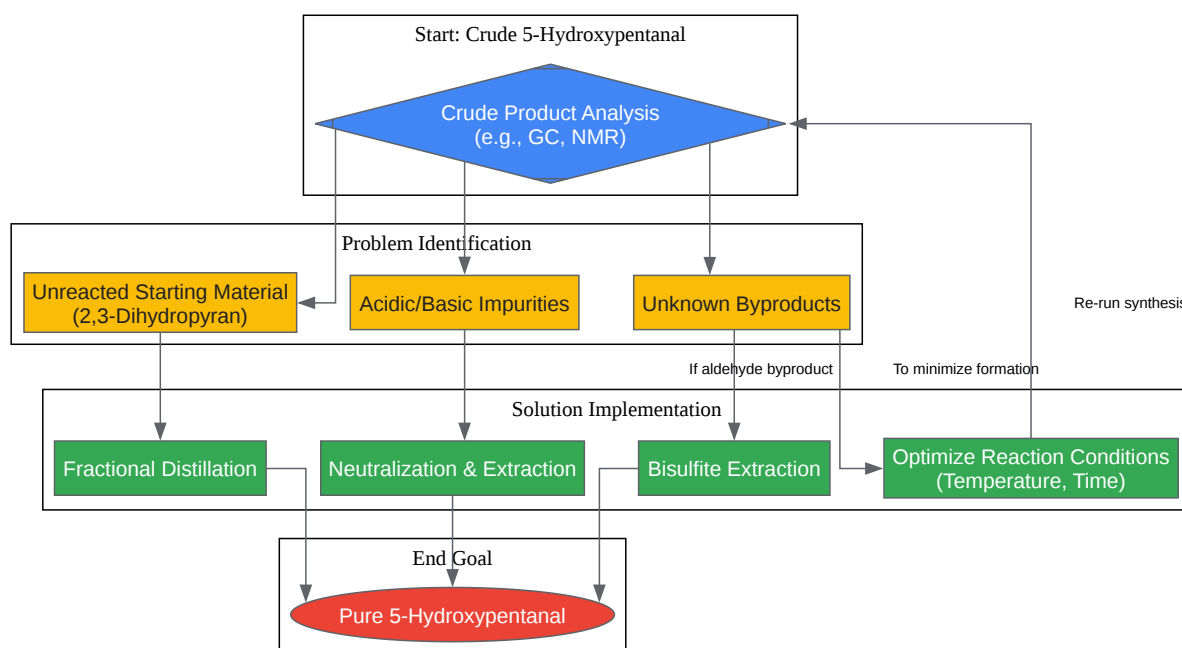 Start: Crude 5-Hydroxypentanal
Crude Product Analysis
(e.g., GC, NMR)
Problem Identification
Unreacted Starting Material
(2,3-Dihydropyran)
Acidic/Basic Impurities
Unknown Byproducts
Re-run synthesis
If aldehyde byproduct
To minimize formation
Solution Implementation
Fractional Distillation
Neutralization & Extraction
Bisulfite Extraction
Optimize Reaction Conditions
(Temperature, Time)
End Goal
Pure 5-Hydroxypentanal